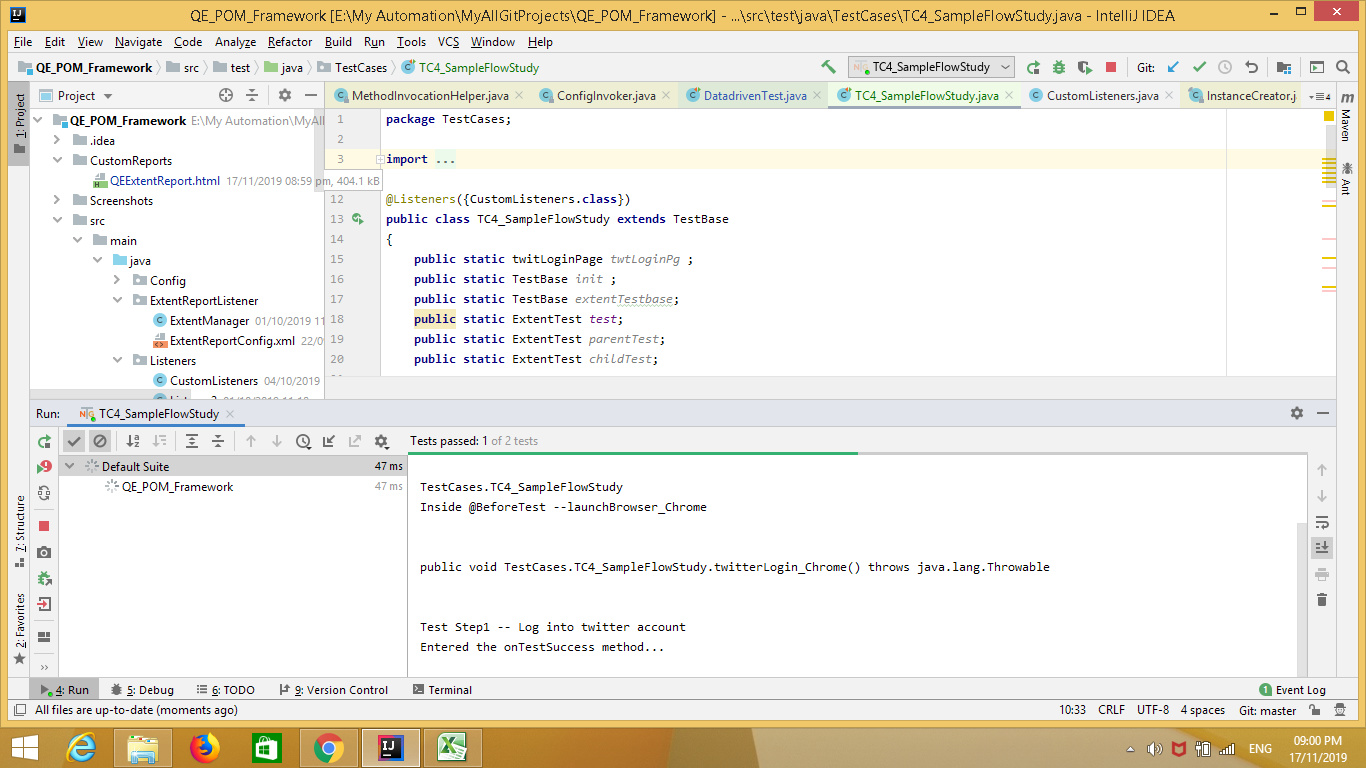 QE_POM_Framework [E:\My Automation\MyAllGitProjects\QE_POM_Framework] - ...\src\test\java\TestCases\TC4_SampleFlowStudy.java - IntelliJ IDEA
File Edit View Navigate Code Analyze Refactor Build Run Tools VCS Window Help
QE_POM_Framework src test java TestCases TC4_SampleFlowStudy TC4_SampleFlowStudy Git:
Project MethodInvocationHelper.java ConfigInvoker.java DatadrivenTest.java TC4_SampleFlowStudy.java CustomListeners.java InstanceCreator.j 4
1: Project
QE_POM_Framework E:\My Automation\MyAll
.idea
CustomReports
QEExtentReport.html 17/11/2019 08:59 pm, 404.1 kB
Screenshots
src
main
java
Config
ExtentReportListener
ExtentManager 01/10/2019 11
ExtentReportConfig.xml 22/0
Listeners
CustomListeners 04/10/2019
1 package TestCases;
2
3 import ...
12 @Listeners({CustomListeners.class})
13 public class TC4_SampleFlowStudy extends TestBase
14 {
15 public static twitLoginPage twtLoginPg ;
16 public static TestBase init ;
17 public static TestBase extentTestbase;
18 public static ExtentTest test;
19 public static ExtentTest parentTest;
20 public static ExtentTest childTest;
Maven
Ant
Run: TC4_SampleFlowStudy
Tests passed: 1 of 2 tests
Default Suite 47 ms
QE_POM_Framework 47 ms
TestCases.TC4_SampleFlowStudy
Inside @BeforeTest --launchBrowser_Chrome
public void TestCases.TC4_SampleFlowStudy.twitterLogin_Chrome() throws java.lang.Throwable
Test Step1 -- Log into twitter account
Entered the onTestSuccess method...
7: Structure
2: Favorites
4: Run 5: Debug 6: TODO 9: Version Control Terminal 1 Event Log
All files are up-to-date (moments ago) 10:33 CRLF UTF-8 4 spaces Git: master
ENG 09:00 PM
17/11/2019